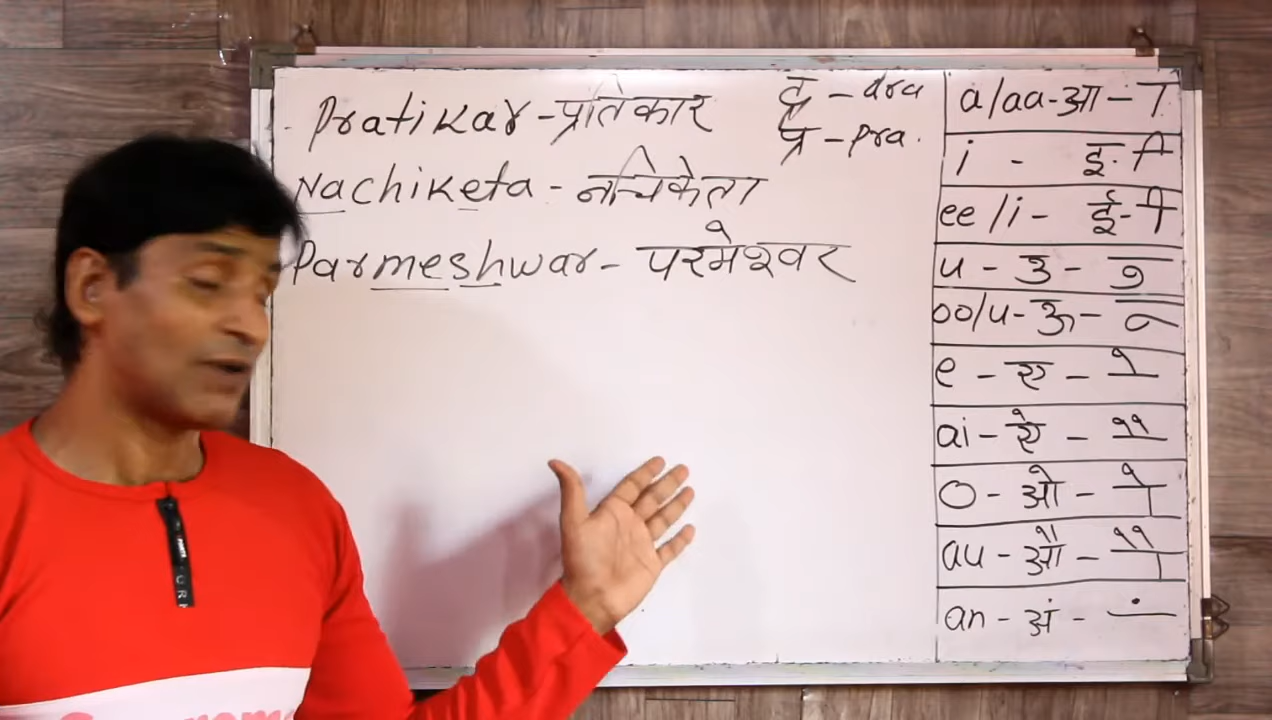 Pratikar - प्रतिकार
Nachiketa - नचिकेता
Parmeshwar - परमेश्वर
द्र - dra
प्र - pra.
a/aa - आ - ा
i - इ - ि
ee/i - ई - ी
u - उ - ु
oo/u - ऊ - ू
e - ए - े
ai - ऐ - ै
o - ओ - ो
au - औ - ौ
an - अं - ं